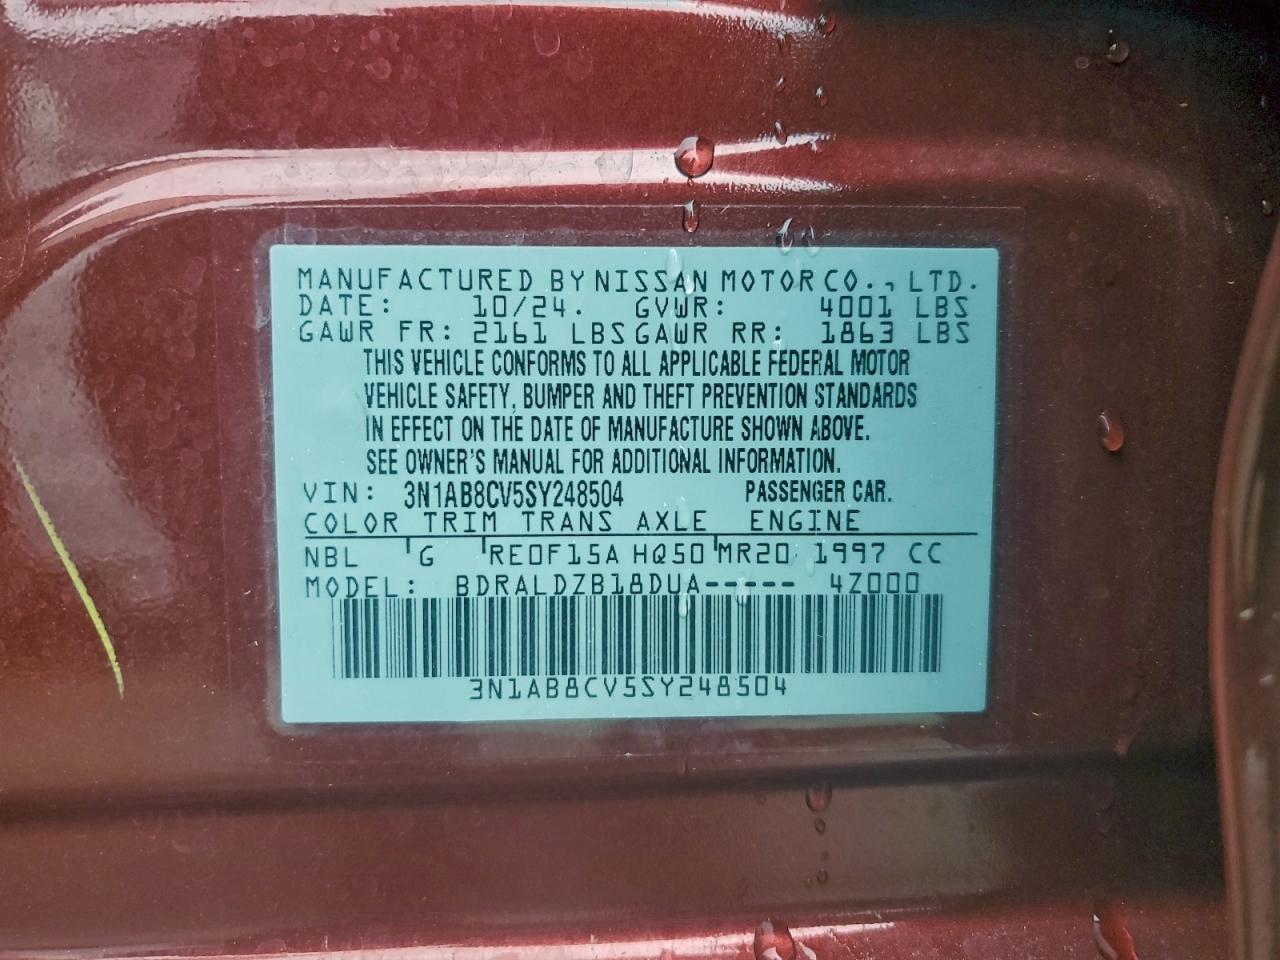 MANUFACTURED BY NISSAN MOTOR CO., LTD.
DATE: 10/24. GVWR: 4001 LBS
GAWR FR: 2161 LBS GAWR RR: 1863 LBS
THIS VEHICLE CONFORMS TO ALL APPLICABLE FEDERAL MOTOR
VEHICLE SAFETY, BUMPER AND THEFT PREVENTION STANDARDS
IN EFFECT ON THE DATE OF MANUFACTURE SHOWN ABOVE.
SEE OWNER'S MANUAL FOR ADDITIONAL INFORMATION.
VIN: 3N1AB8CV5SY248504 PASSENGER CAR.
COLOR TRIM TRANS AXLE ENGINE
NBL G RE0F15A HQ50 MR20 1997 CC
MODEL: BDRALDZB18DUA----- 4Z000
3N1AB8CV5SY248504